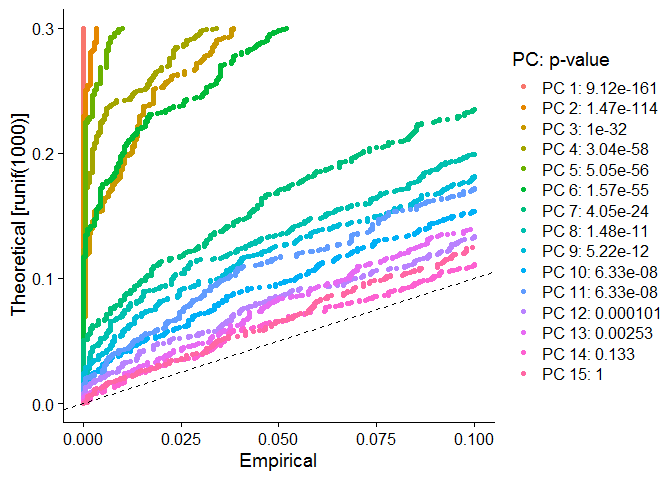 0.3
0.2
0.1
0.0
Theoretical [runif(1000)]
0.000
0.025
0.050
0.075
0.100
Empirical
PC: p-value
PC 1: 9.12e-161
PC 2: 1.47e-114
PC 3: 1e-32
PC 4: 3.04e-58
PC 5: 5.05e-56
PC 6: 1.57e-55
PC 7: 4.05e-24
PC 8: 1.48e-11
PC 9: 5.22e-12
PC 10: 6.33e-08
PC 11: 6.33e-08
PC 12: 0.000101
PC 13: 0.00253
PC 14: 0.133
PC 15: 1